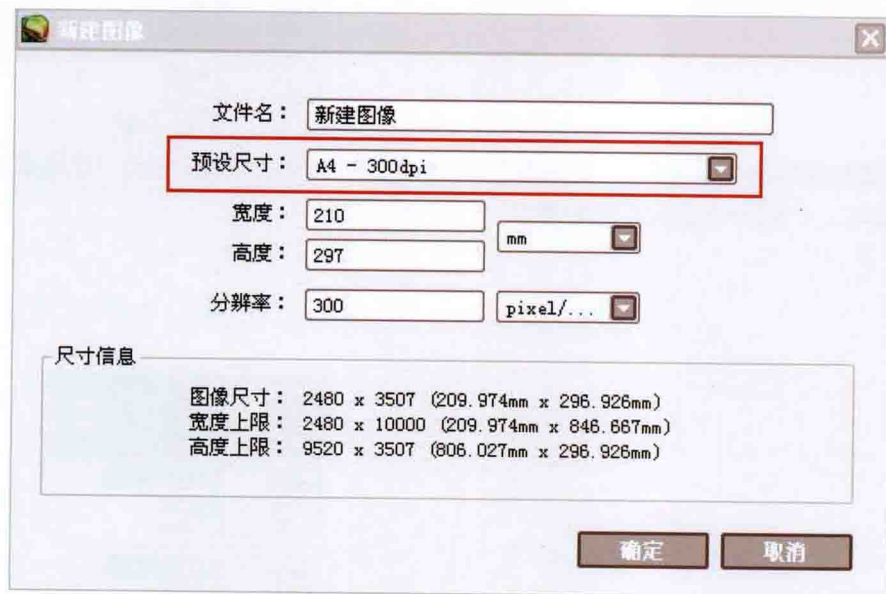 新建图像
文件名： 新建图像
预设尺寸： A4 - 300dpi
宽度： 210
mm
高度： 297
分辨率： 300 pixel/...
尺寸信息
图像尺寸： 2480 x 3507 (209.974mm x 296.926mm)
宽度上限： 2480 x 10000 (209.974mm x 846.667mm)
高度上限： 9520 x 3507 (806.027mm x 296.926mm)
确定 取消